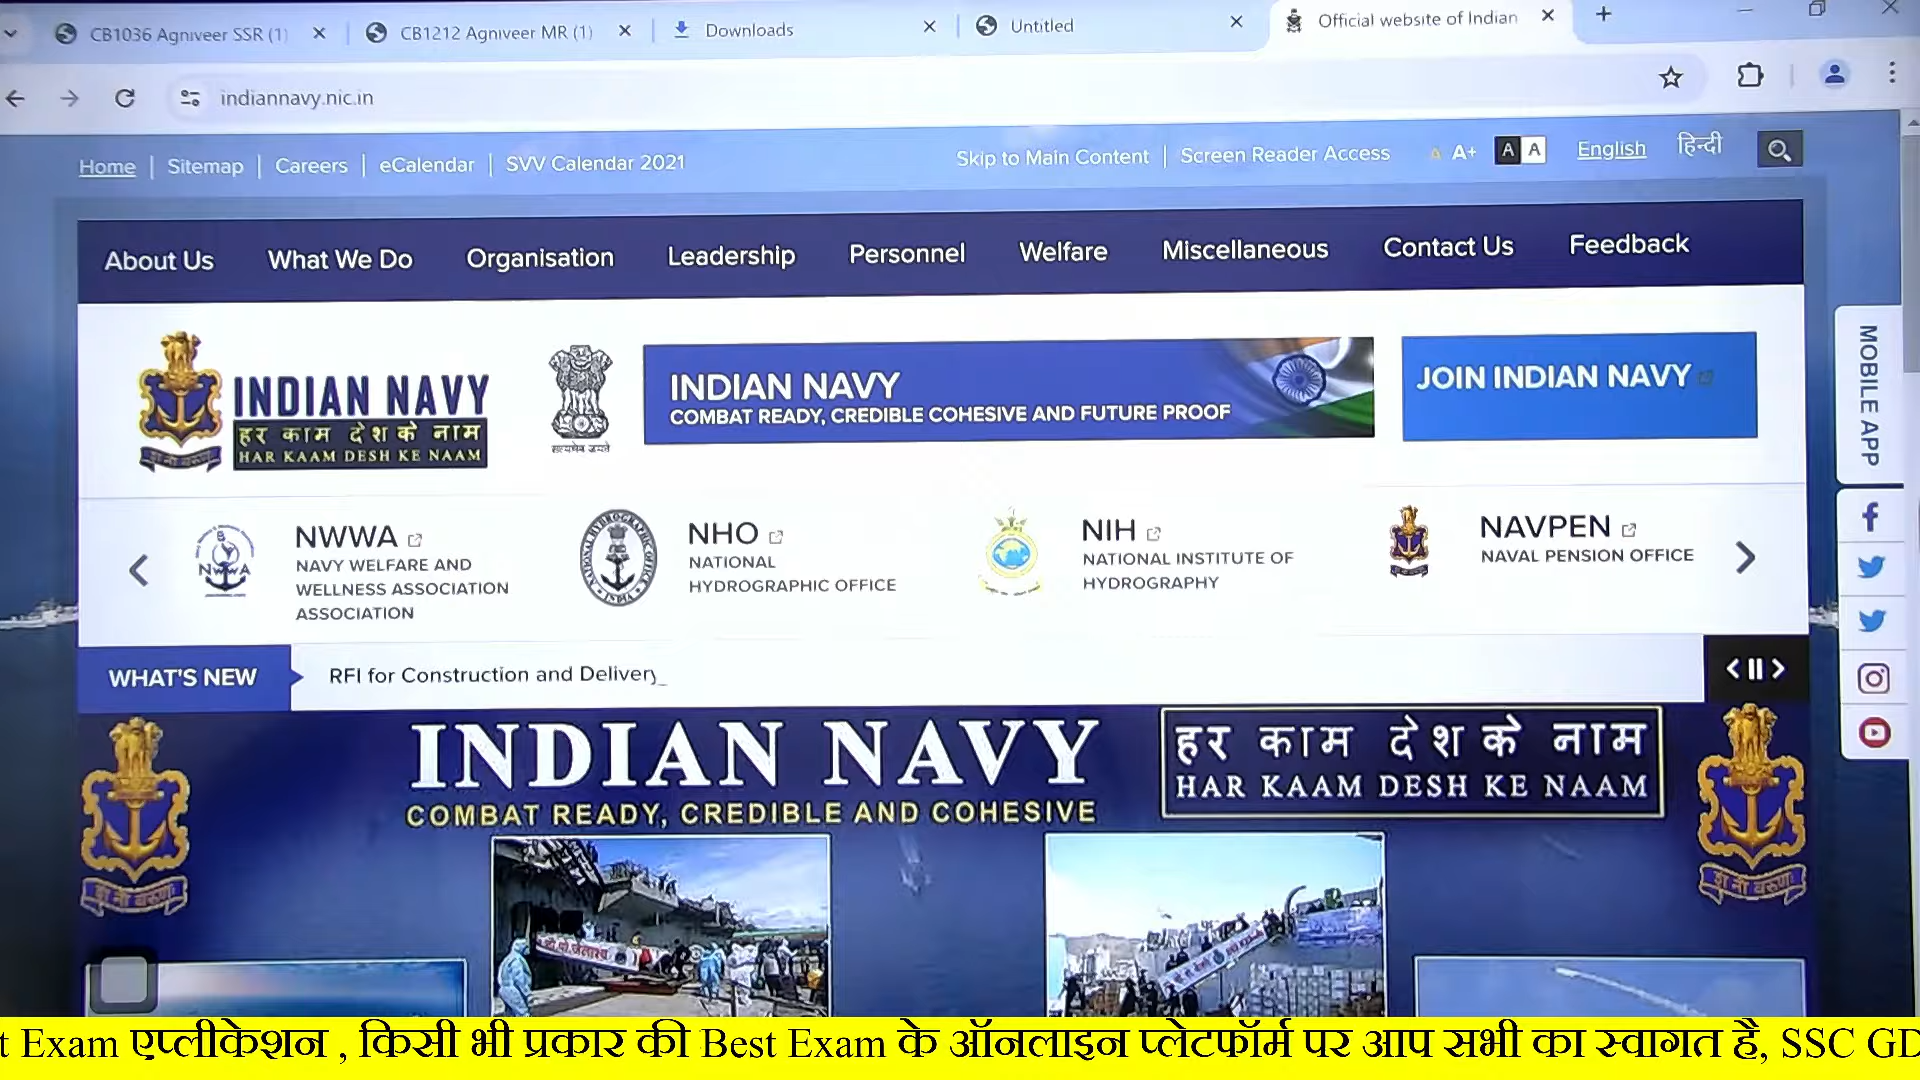 CB1036 Agniveer SSR (1)
CB1212 Agniveer MR (1)
Downloads
Untitled
Official website of Indian
indiannavy.nic.in
Home | Sitemap | Careers | eCalendar | SVV Calendar 2021
Skip to Main Content | Screen Reader Access
A+ A A English हिन्दी
About Us What We Do Organisation Leadership Personnel Welfare Miscellaneous Contact Us Feedback
INDIAN NAVY
हर काम देश के नाम
HAR KAAM DESH KE NAAM
सत्यमेव जयते
INDIAN NAVY
COMBAT READY, CREDIBLE COHESIVE AND FUTURE PROOF
JOIN INDIAN NAVY
MOBILE APP
NWWA
NAVY WELFARE AND
WELLNESS ASSOCIATION
ASSOCIATION
NHO
NATIONAL
HYDROGRAPHIC OFFICE
NIH
NATIONAL INSTITUTE OF
HYDROGRAPHY
NAVPEN
NAVAL PENSION OFFICE
WHAT'S NEW
RFI for Construction and Delivery_
INDIAN NAVY
COMBAT READY, CREDIBLE AND COHESIVE
हर काम देश के नाम
HAR KAAM DESH KE NAAM
शं नो वरुणः
शं नो वरुणः
t Exam एप्लीकेशन , किसी भी प्रकार की Best Exam के ऑनलाइन प्लेटफॉर्म पर आप सभी का स्वागत है, SSC GD